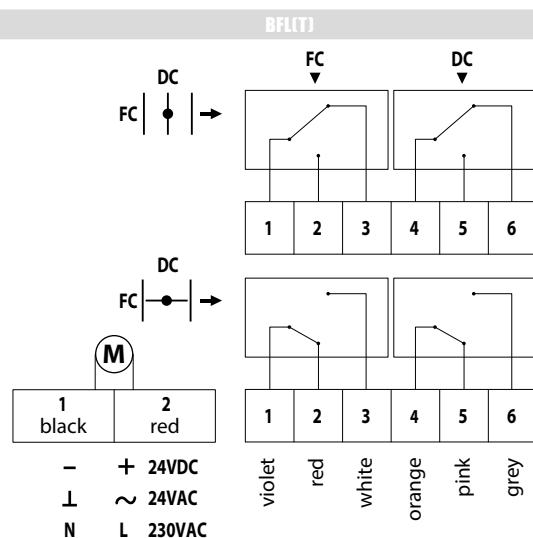 BFL(T)
FC DC
DC
FC
1 2 3 4 5 6
DC
FC
M
1 2
black red
1 2 3 4 5 6
violet red white orange pink grey
– + 24VDC
⊥ ~ 24VAC
N L 230VAC